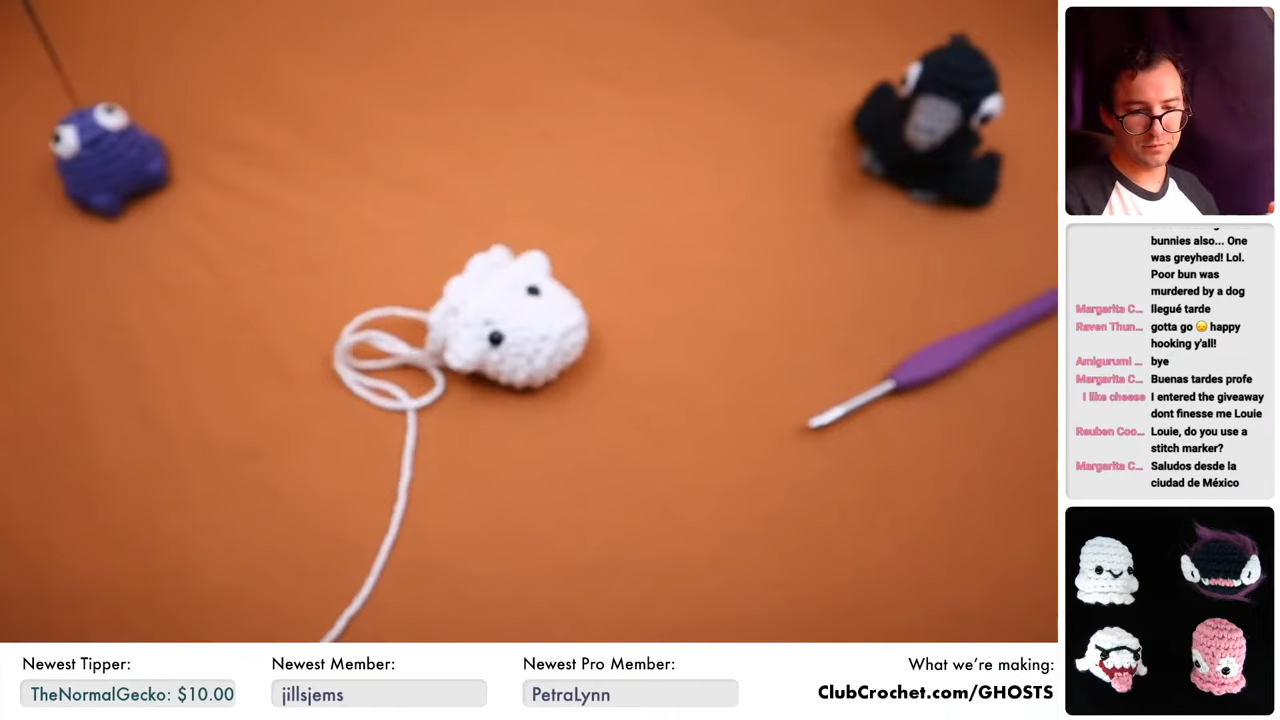 bunnies also... One
was greyhead! Lol.
Poor bun was
murdered by a dog
Margarita C... llegué tarde
Raven Thun... gotta go 😞 happy
hooking y'all!
Amigurumi ... bye
Margarita C... Buenas tardes profe
I like cheese I entered the giveaway
dont finesse me Louie
Reuben Coo... Louie, do you use a
stitch marker?
Margarita C... Saludos desde la
ciudad de México
Newest Tipper:
TheNormalGecko: $10.00
Newest Member:
jillsjems
Newest Pro Member:
PetraLynn
What we're making:
ClubCrochet.com/GHOSTS